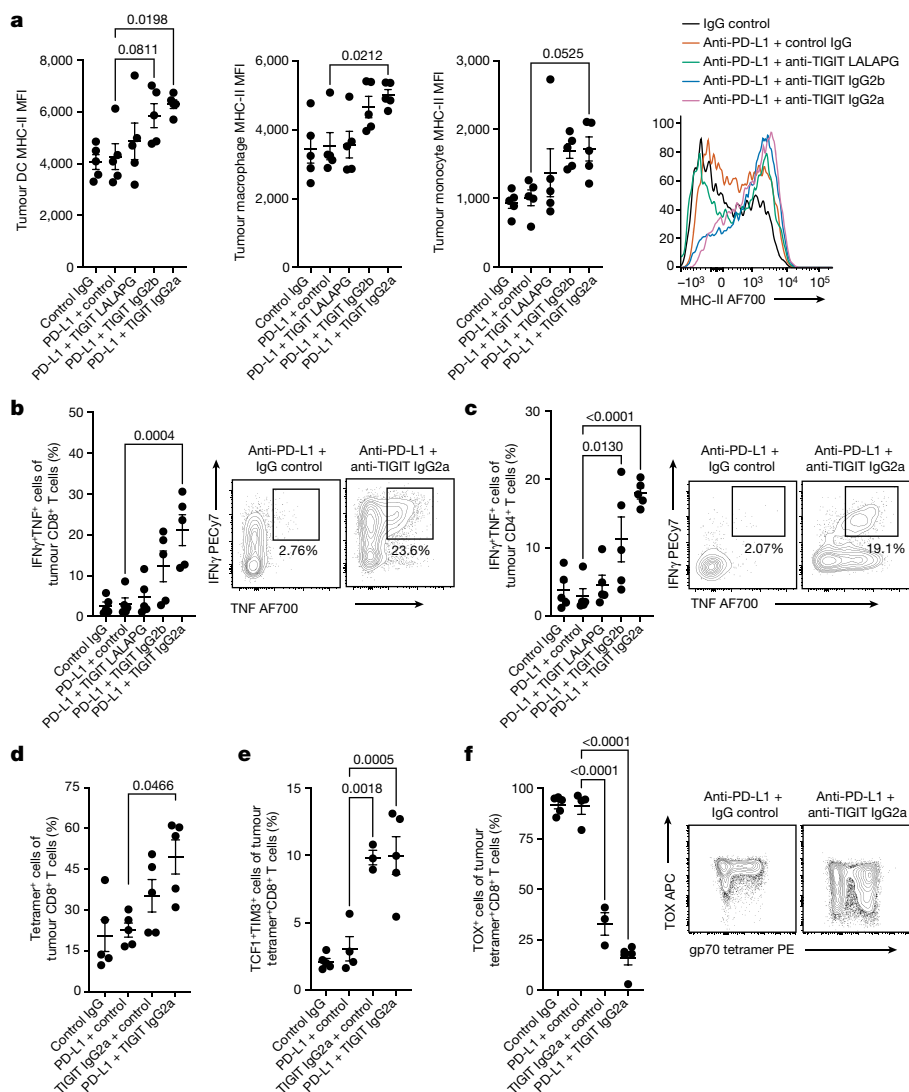 a
Tumour DC MHC-II MFI
8,000
6,000
4,000
2,000
0
0.0198
0.0811
Control IgG
PD-L1 + control
PD-L1 + TIGIT LALAPG
PD-L1 + TIGIT IgG2b
PD-L1 + TIGIT IgG2a
Tumour macrophage MHC-II MFI
6,000
4,000
2,000
0
0.0212
Control IgG
PD-L1 + control
PD-L1 + TIGIT LALAPG
PD-L1 + TIGIT IgG2b
PD-L1 + TIGIT IgG2a
Tumour monocyte MHC-II MFI
3,000
2,000
1,000
0
0.0525
Control IgG
PD-L1 + control
PD-L1 + TIGIT LALAPG
PD-L1 + TIGIT IgG2b
PD-L1 + TIGIT IgG2a
IgG control
Anti-PD-L1 + control IgG
Anti-PD-L1 + anti-TIGIT LALAPG
Anti-PD-L1 + anti-TIGIT IgG2b
Anti-PD-L1 + anti-TIGIT IgG2a
100
80
60
40
20
0
−10³ 0 10³ 10⁴ 10⁵
MHC-II AF700
b
IFNγ⁺TNF⁺ cells of
tumour CD8⁺ T cells (%)
50
40
30
20
10
0
0.0004
Control IgG
PD-L1 + control
PD-L1 + TIGIT LALAPG
PD-L1 + TIGIT IgG2b
PD-L1 + TIGIT IgG2a
Anti-PD-L1 +
IgG control
Anti-PD-L1 +
anti-TIGIT IgG2a
IFNγ PECy7
2.76%
23.6%
TNF AF700
c
IFNγ⁺TNF⁺ cells of
tumour CD4⁺ T cells (%)
30
20
10
0
<0.0001
0.0130
Control IgG
PD-L1 + control
PD-L1 + TIGIT LALAPG
PD-L1 + TIGIT IgG2b
PD-L1 + TIGIT IgG2a
Anti-PD-L1 +
IgG control
Anti-PD-L1 +
anti-TIGIT IgG2a
IFNγ PECy7
2.07%
19.1%
TNF AF700
d
Tetramer⁺ cells of
tumour CD8⁺ T cells (%)
75
60
45
30
15
0
0.0466
Control IgG
PD-L1 + control
TIGIT IgG2a + control
PD-L1 + TIGIT IgG2a
e
TCF1⁺TIM3⁺ cells of tumour
tetramer⁺CD8⁺ T cells (%)
15
10
5
0
0.0005
0.0018
Control IgG
PD-L1 + control
TIGIT IgG2a + control
PD-L1 + TIGIT IgG2a
f
TOX⁺ cells of tumour
tetramer⁺CD8⁺ T cells (%)
100
75
50
25
0
<0.0001
<0.0001
Control IgG
PD-L1 + control
TIGIT IgG2a + control
PD-L1 + TIGIT IgG2a
Anti-PD-L1 +
IgG control
Anti-PD-L1 +
anti-TIGIT IgG2a
TOX APC
gp70 tetramer PE